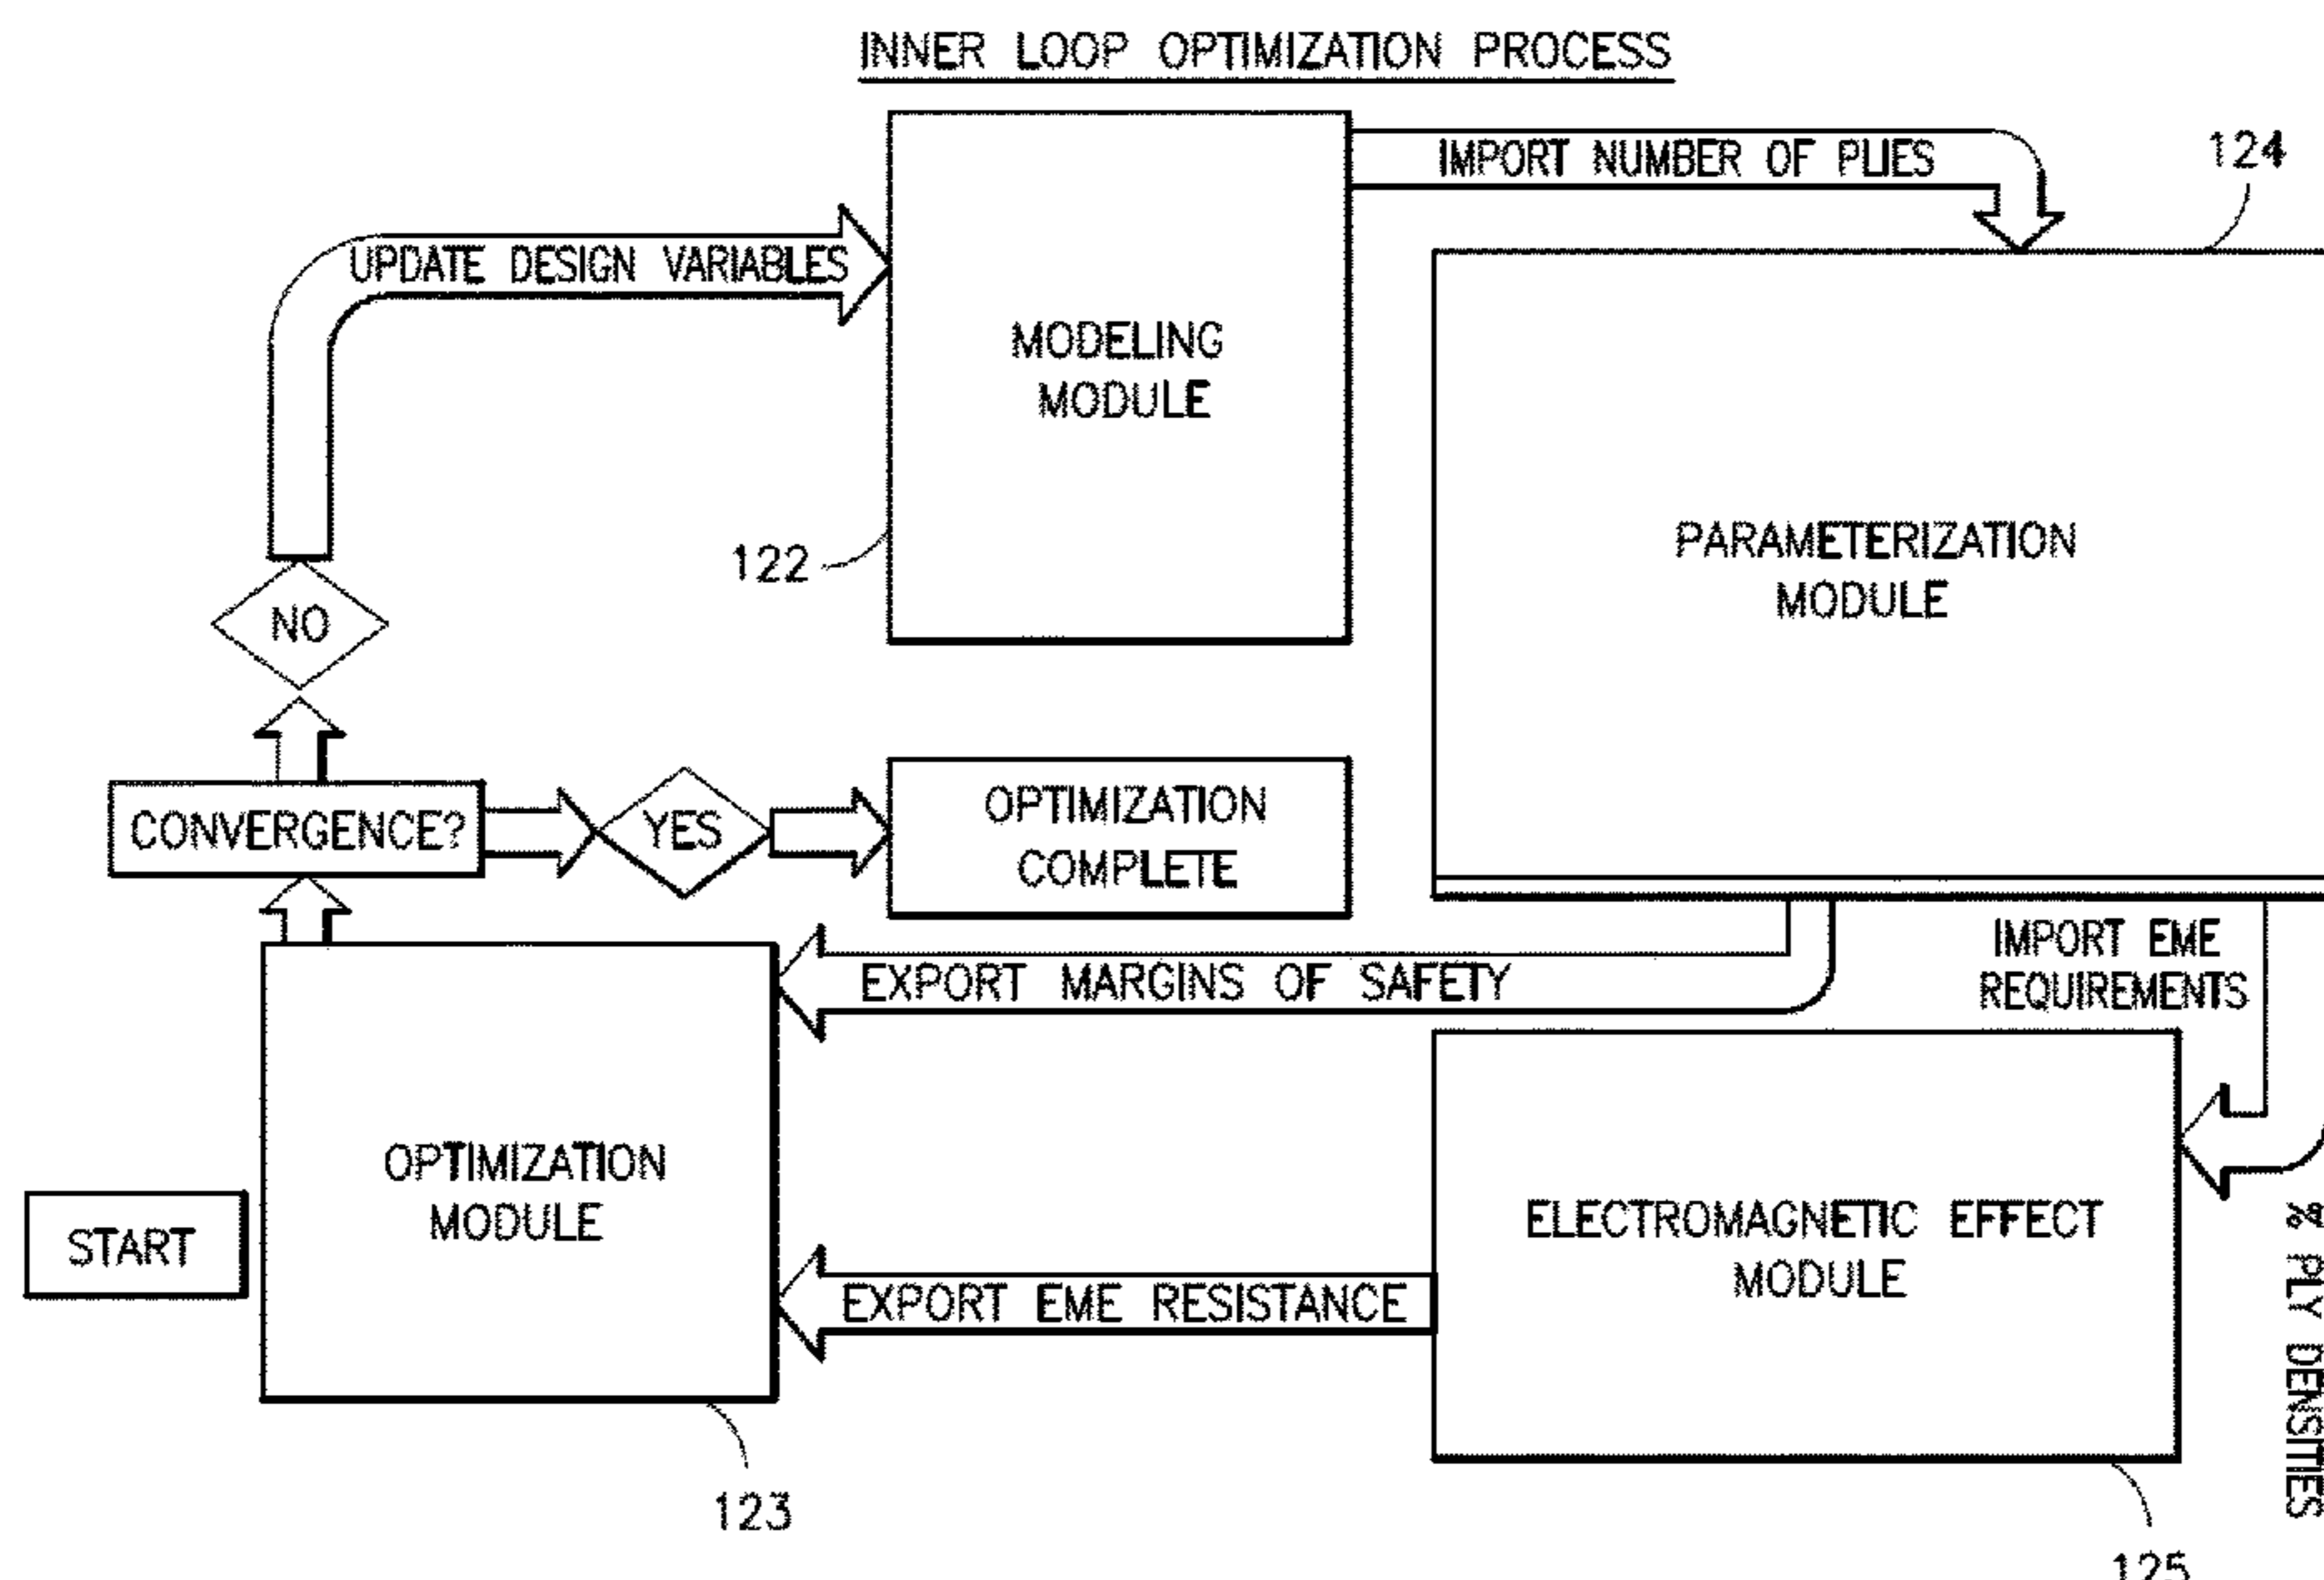 INNER LOOP OPTIMIZATION PROCESS
IMPORT NUMBER OF PLIES
124
UPDATE DESIGN VARIABLES
MODELING
MODULE
122
PARAMETERIZATION
MODULE
NO
CONVERGENCE?
YES
OPTIMIZATION
COMPLETE
EXPORT MARGINS OF SAFETY
IMPORT EME
REQUIREMENTS
START
OPTIMIZATION
MODULE
EXPORT EME RESISTANCE
ELECTROMAGNETIC EFFECT
MODULE
% PLY DENSITIES
123
125